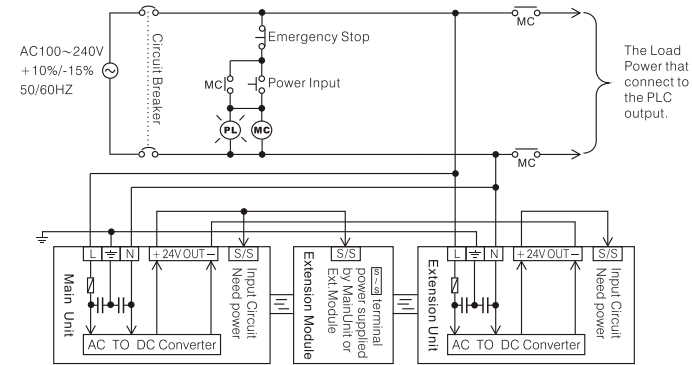 AC100～240V
+10%/-15%
50/60HZ
Circuit Breaker
Emergency Stop
MC
Power Input
PL
MC
MC
MC
The Load
Power that
connect to
the PLC
output.
L
N
+ 24V OUT −
S/S
Main Unit
Input Circuit
Need power
AC TO DC Converter
S/S
Extension Module
S/S terminal
power supplied
by MainUnit or
Ext.Module
L
N
+ 24V OUT −
S/S
Extension Unit
Input Circuit
Need power
AC TO DC Converter